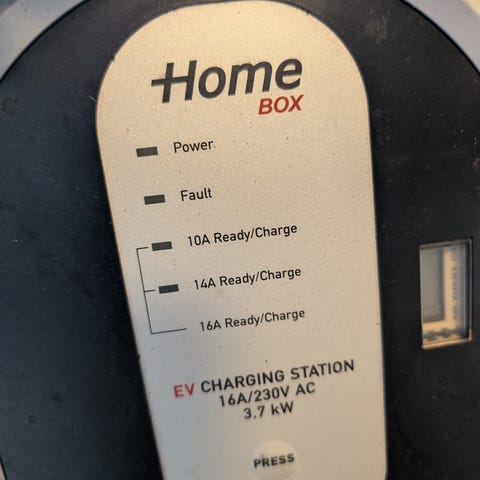 Home
BOX
Power
Fault
10A Ready/Charge
14A Ready/Charge
16A Ready/Charge
EV CHARGING STATION
16A/230V AC
3.7 kW
PRESS